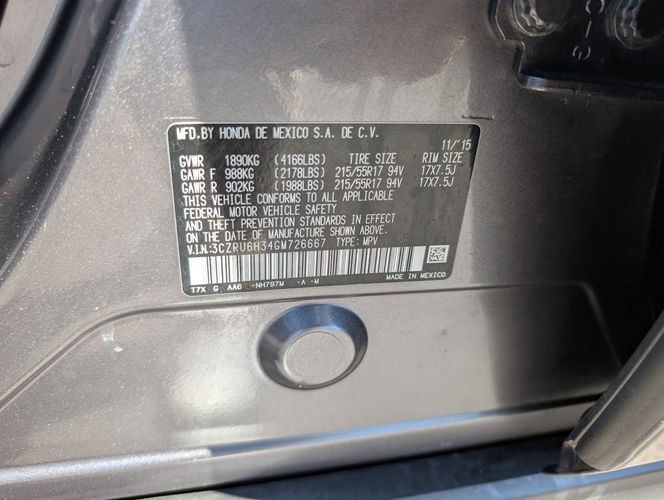 MFD.BY HONDA DE MEXICO S.A. DE C.V.
11/'15
GVWR 1890KG (4166LBS) TIRE SIZE RIM SIZE
GAWR F 988KG (2178LBS) 215/55R17 94V 17X7.5J
GAWR R 902KG (1988LBS) 215/55R17 94V 17X7.5J
THIS VEHICLE CONFORMS TO ALL APPLICABLE
FEDERAL MOTOR VEHICLE SAFETY
AND THEFT PREVENTION STANDARDS IN EFFECT
ON THE DATE OF MANUFACTURE SHOWN ABOVE.
V.I.N.:3CZRU6H34GM726667 TYPE: MPV
MADE IN MEXICO
T7X G AA6 -NH797M -A -M